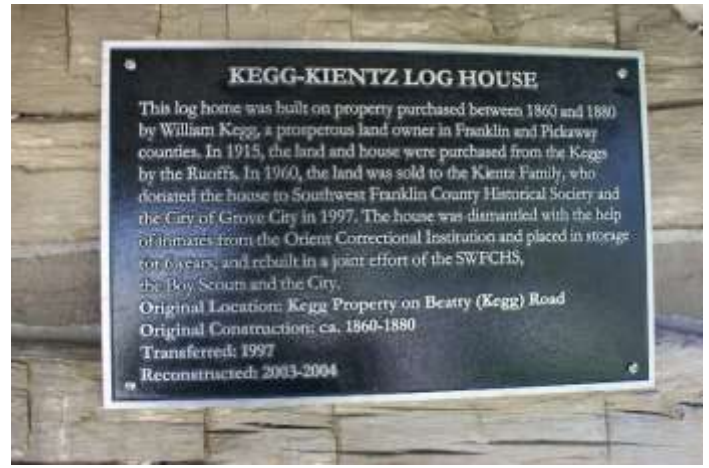 KEGG-KIENTZ LOG HOUSE
This log home was built on property purchased between 1860 and 1880
by William Kegg, a prosperous land owner in Franklin and Pickaway
counties. In 1915, the land and house were purchased from the Keggs
by the Ruoffs. In 1960, the land was sold to the Kientz Family, who
donated the house to Southwest Franklin County Historical Society and
the City of Grove City in 1997. The house was dismantled with the help
of inmates from the Orient Correctional Institution and placed in storage
for 6 years, and rebuilt in a joint effort of the SWFCHS,
the Boy Scouts and the City.
Original Location: Kegg Property on Beatty (Kegg) Road
Original Construction: ca. 1860-1880
Transferred: 1997
Reconstructed: 2003-2004